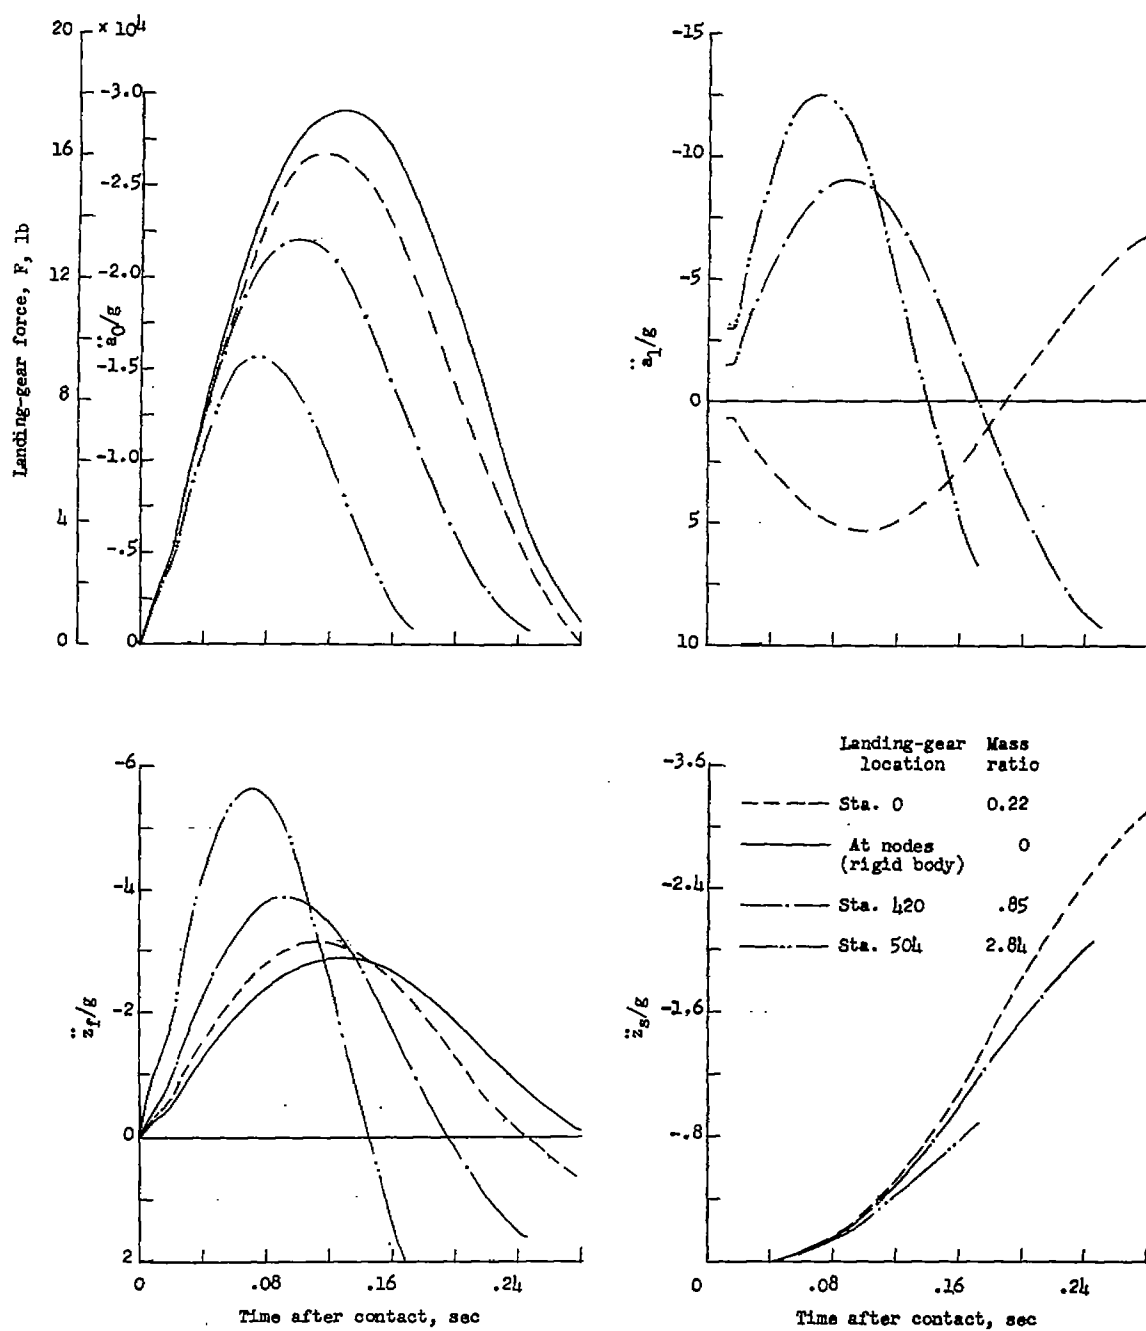 20 × 10⁴
16
12
8
4
0
-3.0
-2.5
-2.0
-1.5
-1.0
-.5
0
Landing-gear force, F, lb
ä₀/g
-15
-10
-5
0
5
10
ä₁/g
-6
-4
-2
0
2
z̈f/g
0 .08 .16 .24
Time after contact, sec
-3.6
-2.4
-1.6
-.8
0 .08 .16 .24
z̈s/g
Time after contact, sec
Landing-gear Mass
location ratio
Sta. 0 0.22
At nodes 0
(rigid body)
Sta. 420 .85
Sta. 504 2.84